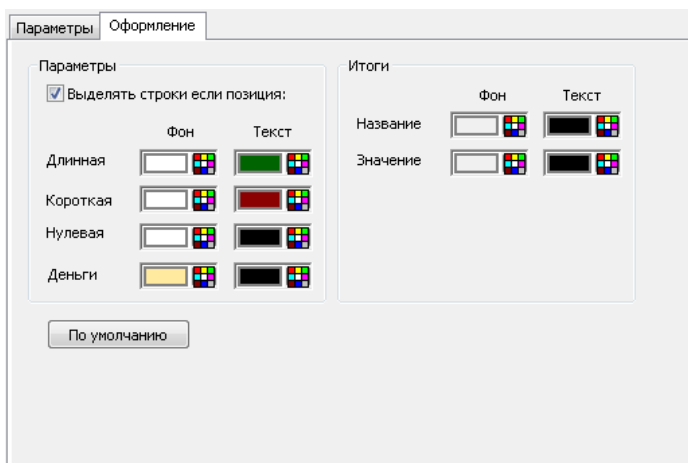 Параметры Оформление
Параметры
Выделять строки если позиция:
Фон Текст
Длинная
Короткая
Нулевая
Деньги
Итоги
Фон Текст
Название
Значение
По умолчанию